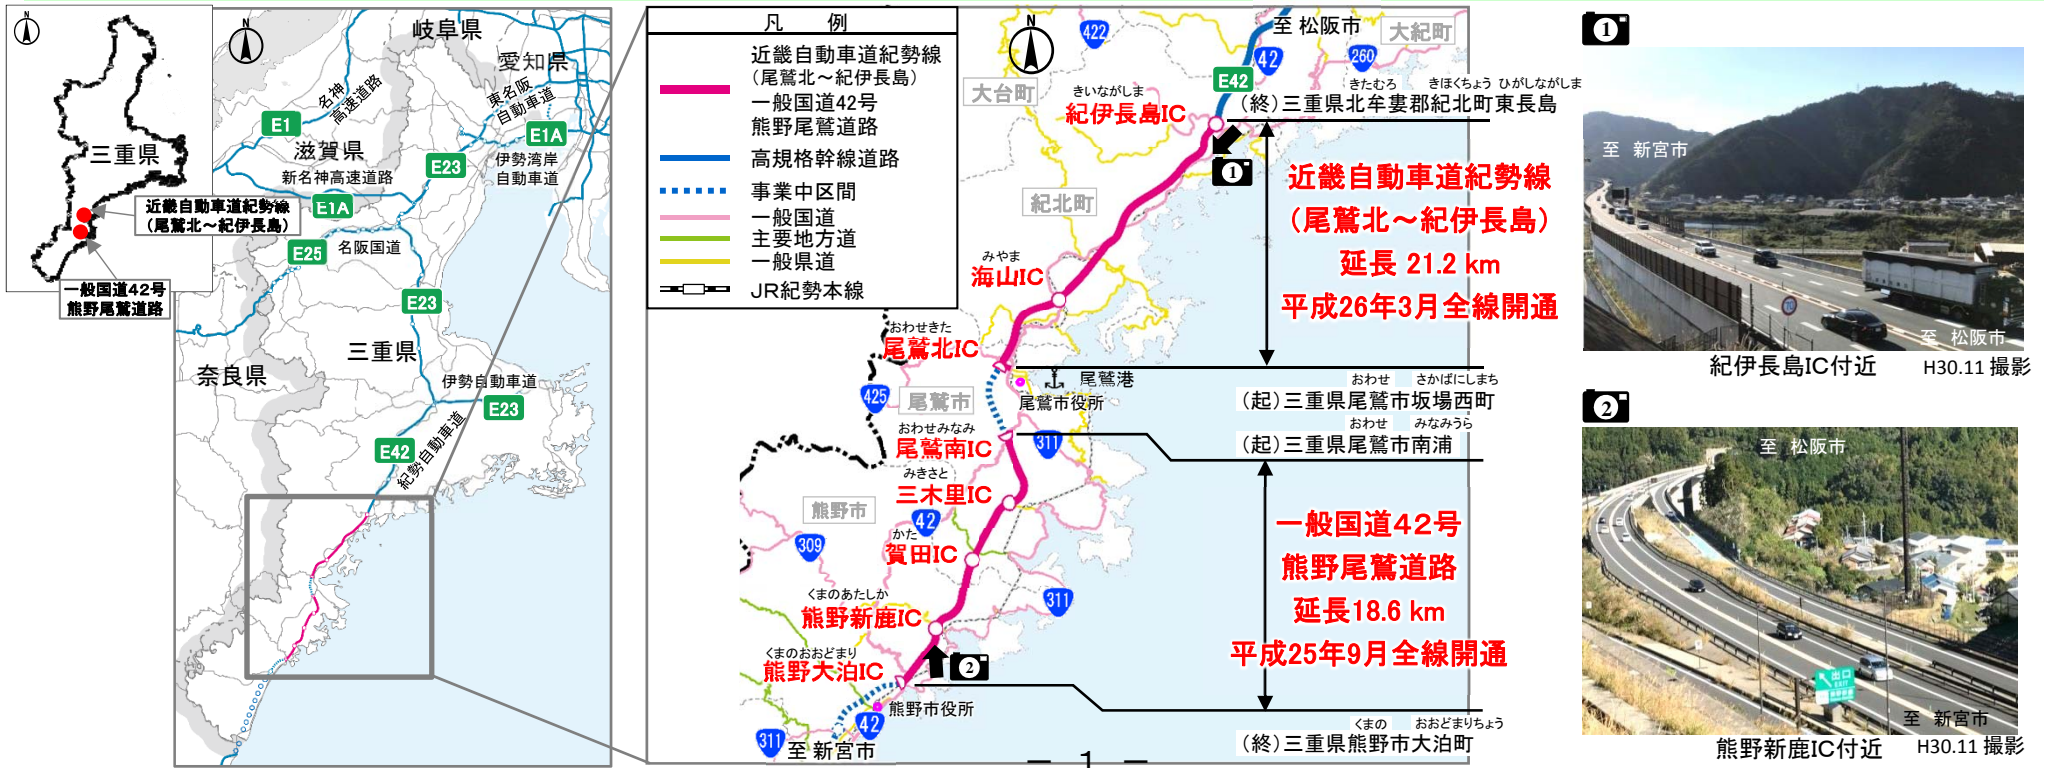 N
三重県
近畿自動車道紀勢線
(尾鷲北～紀伊長島)
一般国道42号
熊野尾鷲道路
N
岐阜県
愛知県
名神
高速道路
東名阪
自動車道
E1
E1A
滋賀県
E23
伊勢湾岸
自動車道
新名神高速道路
E1A
E25
名阪国道
E23
三重県
奈良県
伊勢自動車道
E23
E42
紀勢自動車道
凡 例
近畿自動車道紀勢線
(尾鷲北～紀伊長島)
一般国道42号
熊野尾鷲道路
高規格幹線道路
事業中区間
一般国道
主要地方道
一般県道
JR紀勢本線
N
422
至 松阪市
大紀町
42
260
E42
大台町
きいながしま
紀伊長島IC
きたむろ きほくちょう ひがしながしま
(終)三重県北牟婁郡紀北町東長島
1
紀北町
近畿自動車道紀勢線
(尾鷲北～紀伊長島)
延長 21.2 km
平成26年3月全線開通
みやま
海山IC
おわせきた
尾鷲北IC
尾鷲港
尾鷲市役所
425
尾鷲市
おわせ さかばにしまち
(起)三重県尾鷲市坂場西町
おわせみなみ
尾鷲南IC
311
おわせ みなみうら
(起)三重県尾鷲市南浦
みきさと
三木里IC
熊野市
42
309
かた
賀田IC
一般国道42号
熊野尾鷲道路
延長18.6 km
平成25年9月全線開通
くまのあたしか
熊野新鹿IC
311
くまのおおどまり
熊野大泊IC
2
熊野市役所
42
311
至 新宮市
くまの おおどまりちょう
(終)三重県熊野市大泊町
1
1
至 新宮市
至 松阪市
紀伊長島IC付近 H30.11 撮影
2
至 松阪市
出口
EXIT
至 新宮市
熊野新鹿IC付近 H30.11 撮影